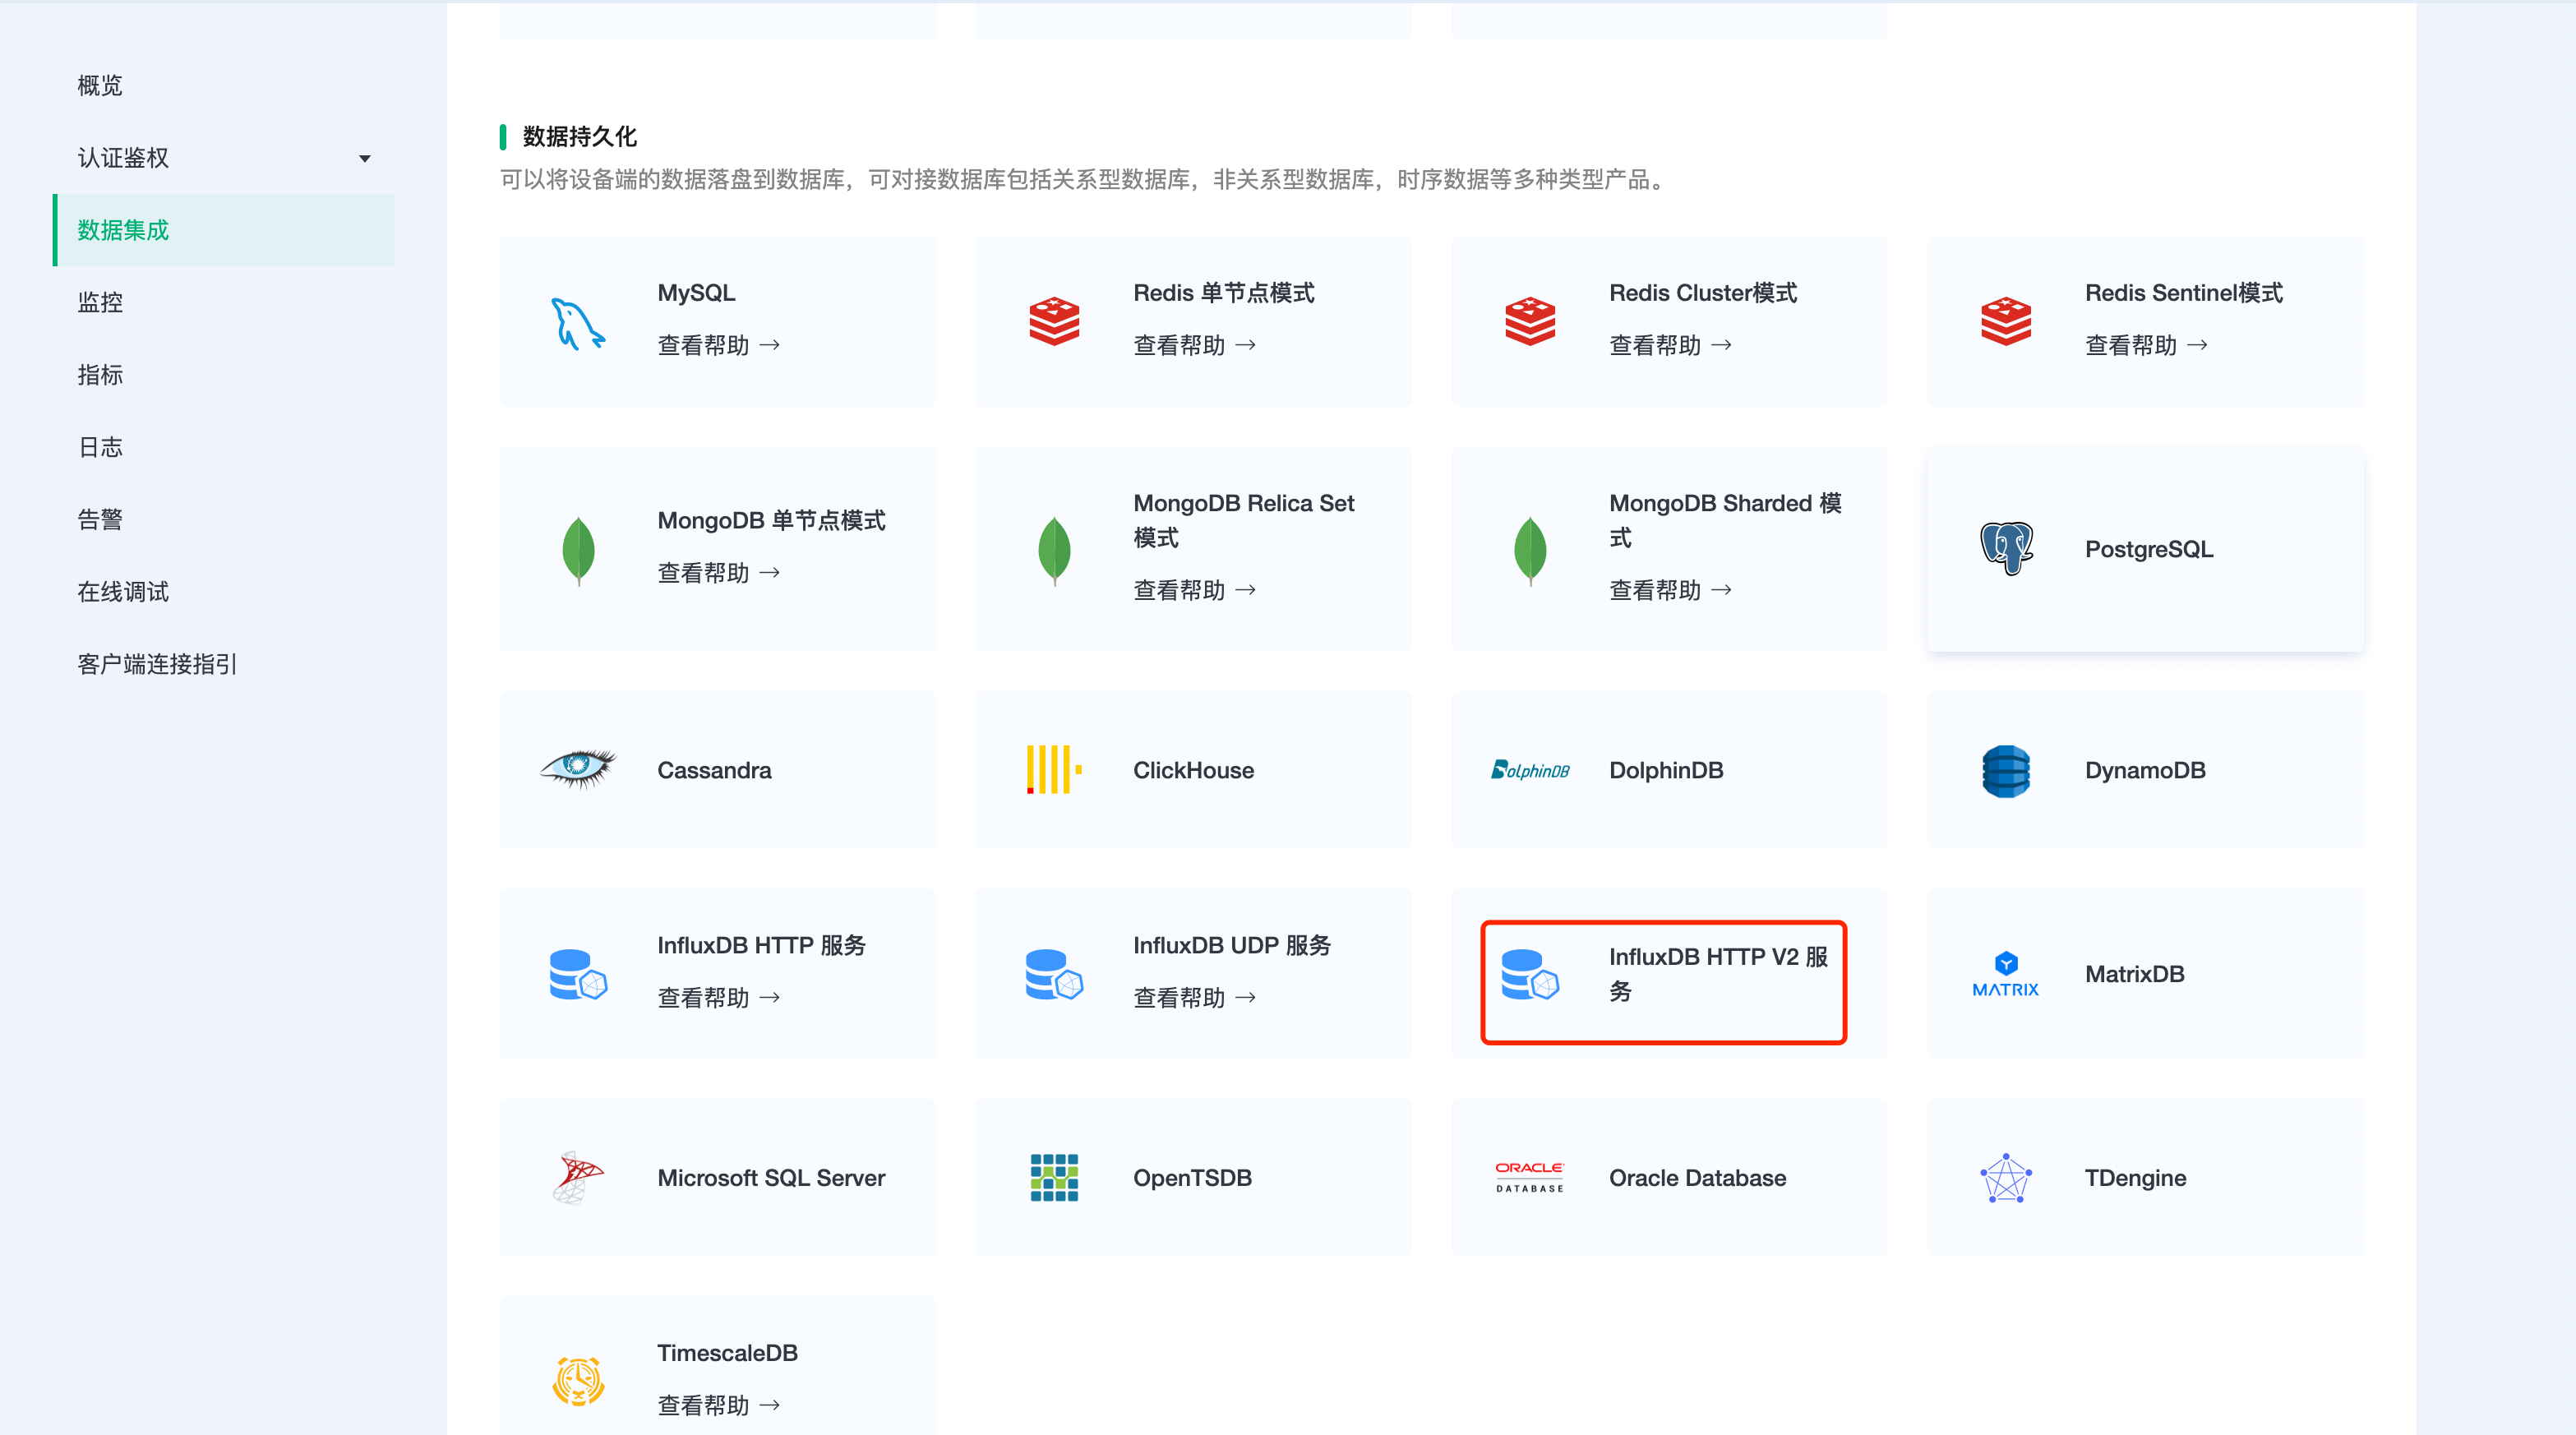 概览
认证鉴权
数据集成
监控
指标
日志
告警
在线调试
客户端连接指引
数据持久化
可以将设备端的数据落盘到数据库，可对接数据库包括关系型数据库，非关系型数据库，时序数据等多种类型产品。
MySQL
查看帮助 →
Redis 单节点模式
查看帮助 →
Redis Cluster模式
查看帮助 →
Redis Sentinel模式
查看帮助 →
MongoDB 单节点模式
查看帮助 →
MongoDB Relica Set
模式
查看帮助 →
MongoDB Sharded 模
式
查看帮助 →
PostgreSQL
Cassandra
ClickHouse
DolphinDB
DolphinDB
DynamoDB
InfluxDB HTTP 服务
查看帮助 →
InfluxDB UDP 服务
查看帮助 →
InfluxDB HTTP V2 服
务
MATRIX
MatrixDB
Microsoft SQL Server
OpenTSDB
ORACLE
DATABASE
Oracle Database
TDengine
TimescaleDB
查看帮助 →